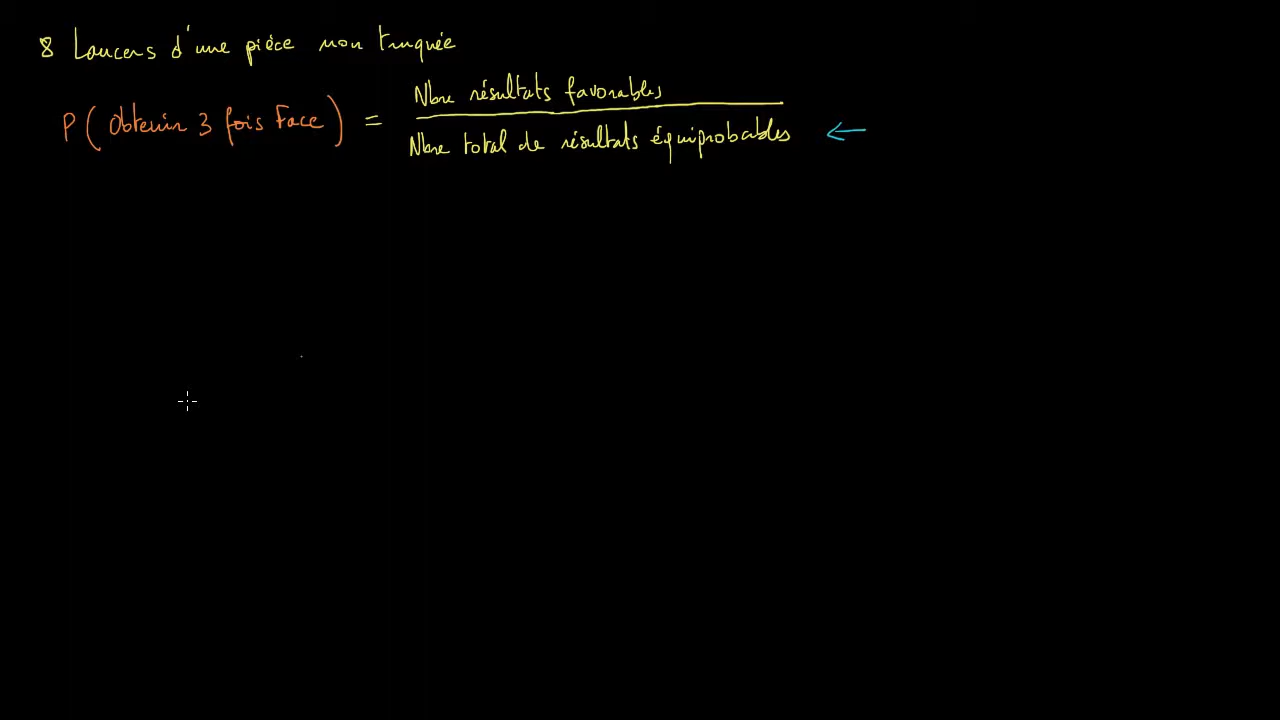 8 Lancers d'une pièce non truquée
P ( Obtenir 3 fois Face ) =
Nbre résultats favorables
Nbre total de résultats équiprobables ←